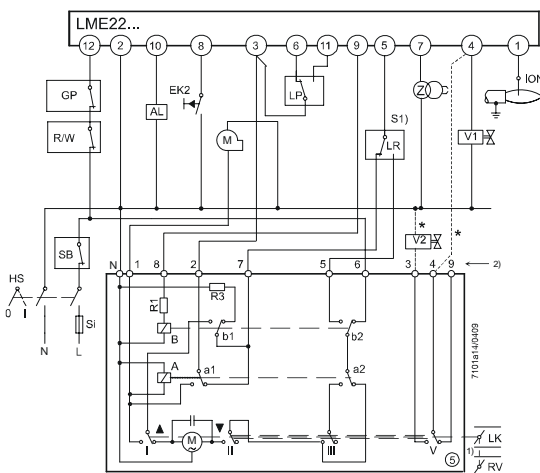 LME22...
12 2 10 8 3 6 11 9 5 7 4 1
GP
R/W
AL
EK2
M
LP
S1)
LR
Z
V1
ION
*
*
V2
SB
HS
0 I
Si
N L
N 1 8 2 7 5 6 3 4 9 2)
R1
R3
B
b1
b2
A
a1
a2
7101a14/0409
I
M
~
II
III
V
1)
LK
RV
5